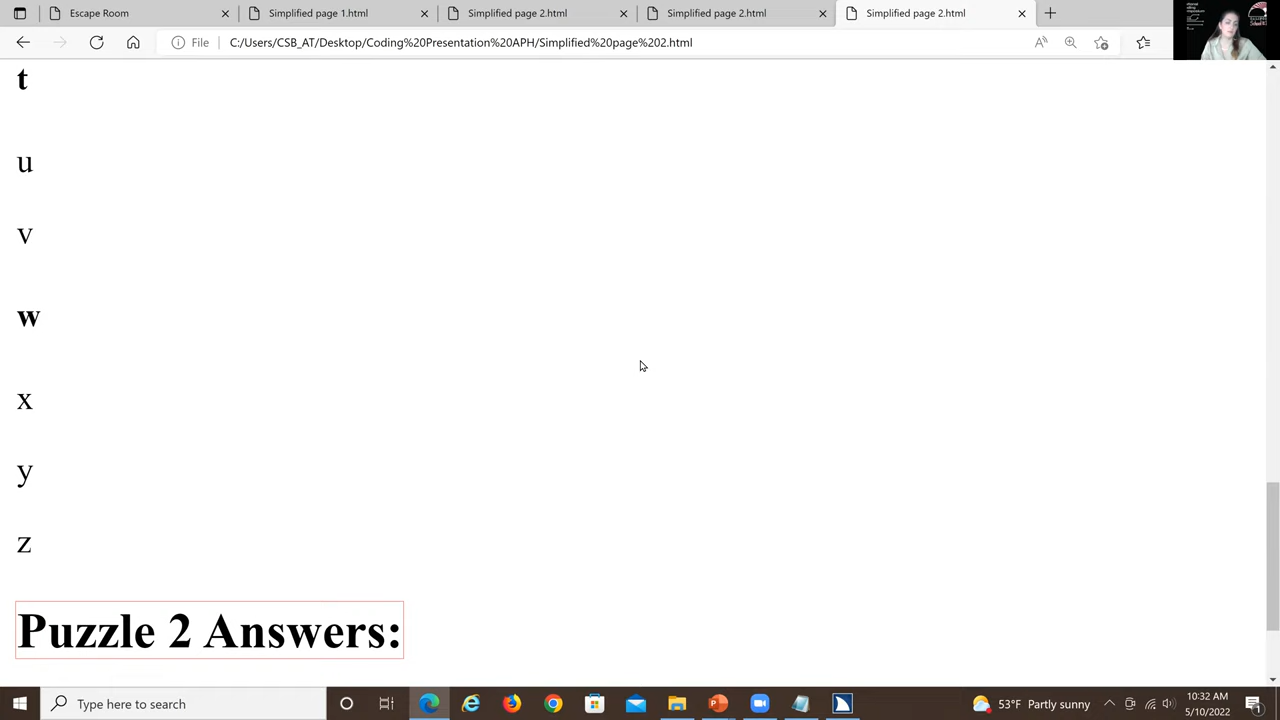 Escape Room
Simplified page 1.html
Simplified page 2.html
Simplified page 2.html
Simplified page 2.html
File
C:/Users/CSB_AT/Desktop/Coding%20Presentation%20APH/Simplified%20page%202.html
t
u
v
w
x
y
z
Puzzle 2 Answers:
Type here to search
53°F Partly sunny
10:32 AM
5/10/2022
1